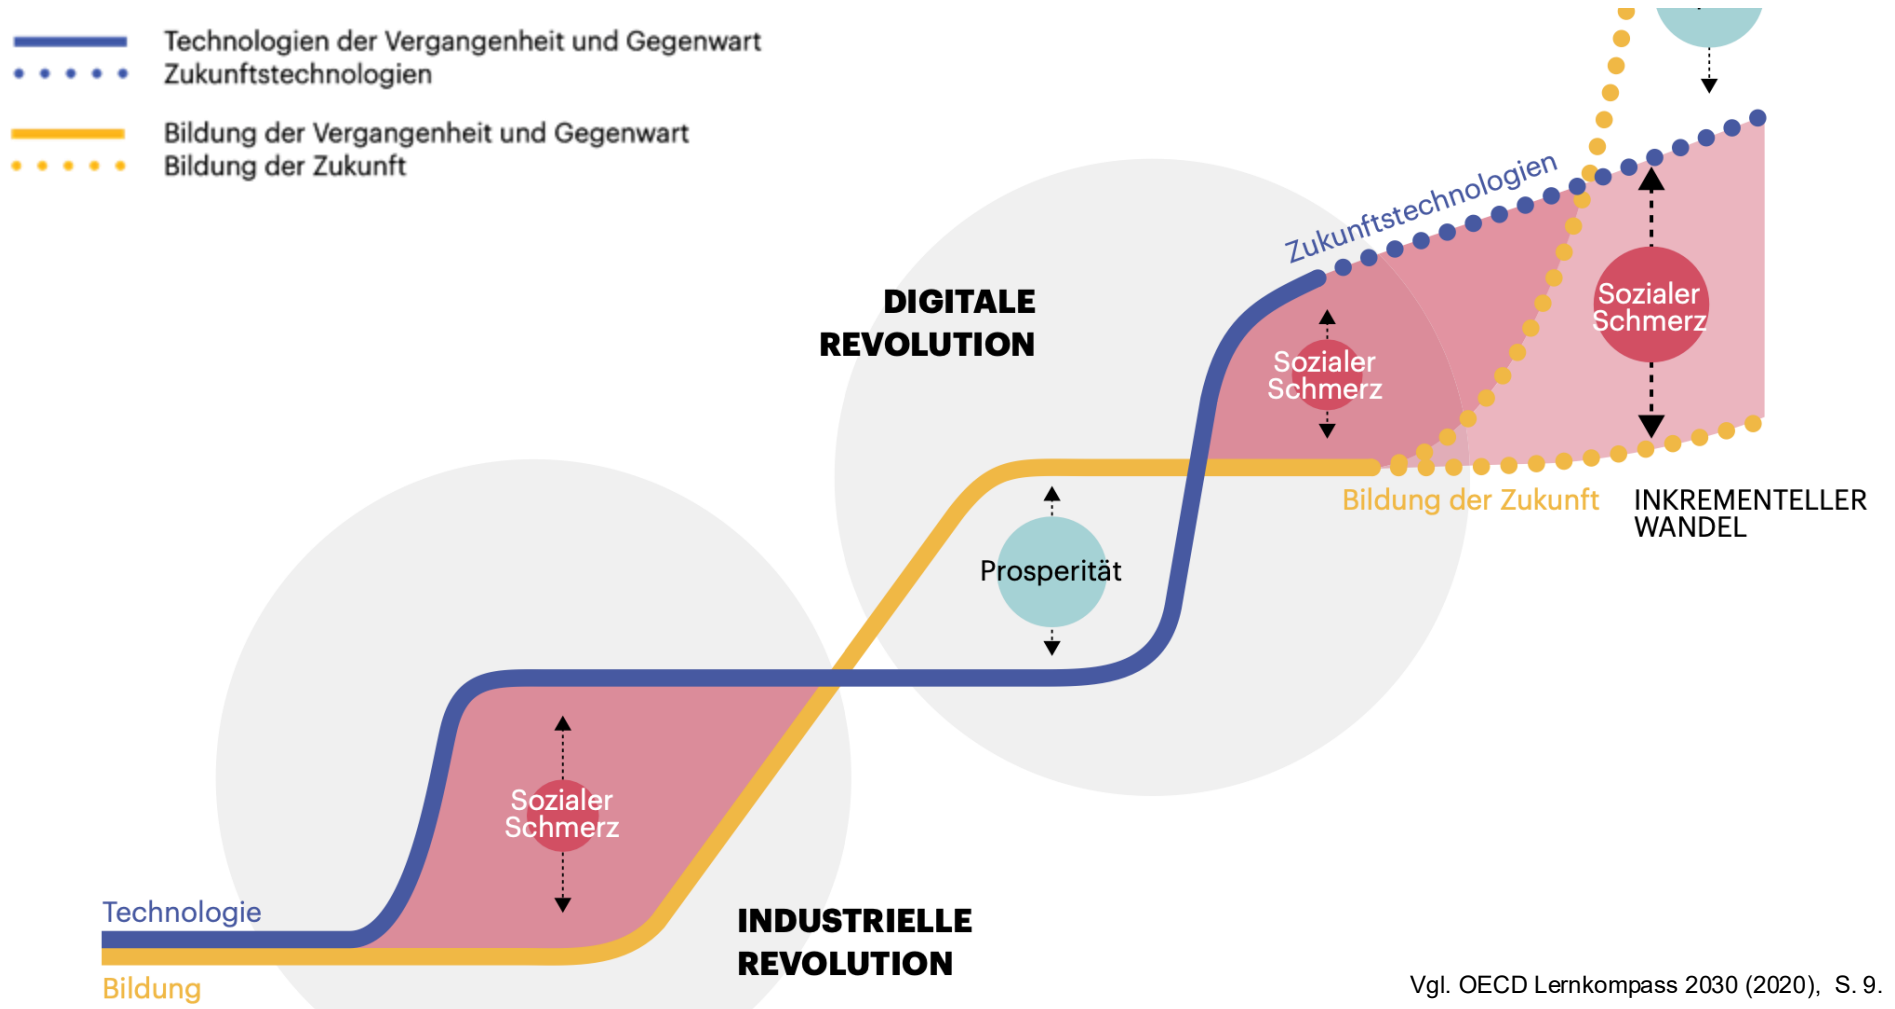 Technologien der Vergangenheit und Gegenwart
Zukunftstechnologien
Bildung der Vergangenheit und Gegenwart
Bildung der Zukunft
Zukunftstechnologien
DIGITALE
REVOLUTION
Sozialer
Schmerz
Sozialer
Schmerz
Bildung der Zukunft
INKREMENTELLER
WANDEL
Prosperität
Sozialer
Schmerz
Technologie
Bildung
INDUSTRIELLE
REVOLUTION
Vgl. OECD Lernkompass 2030 (2020), S. 9.